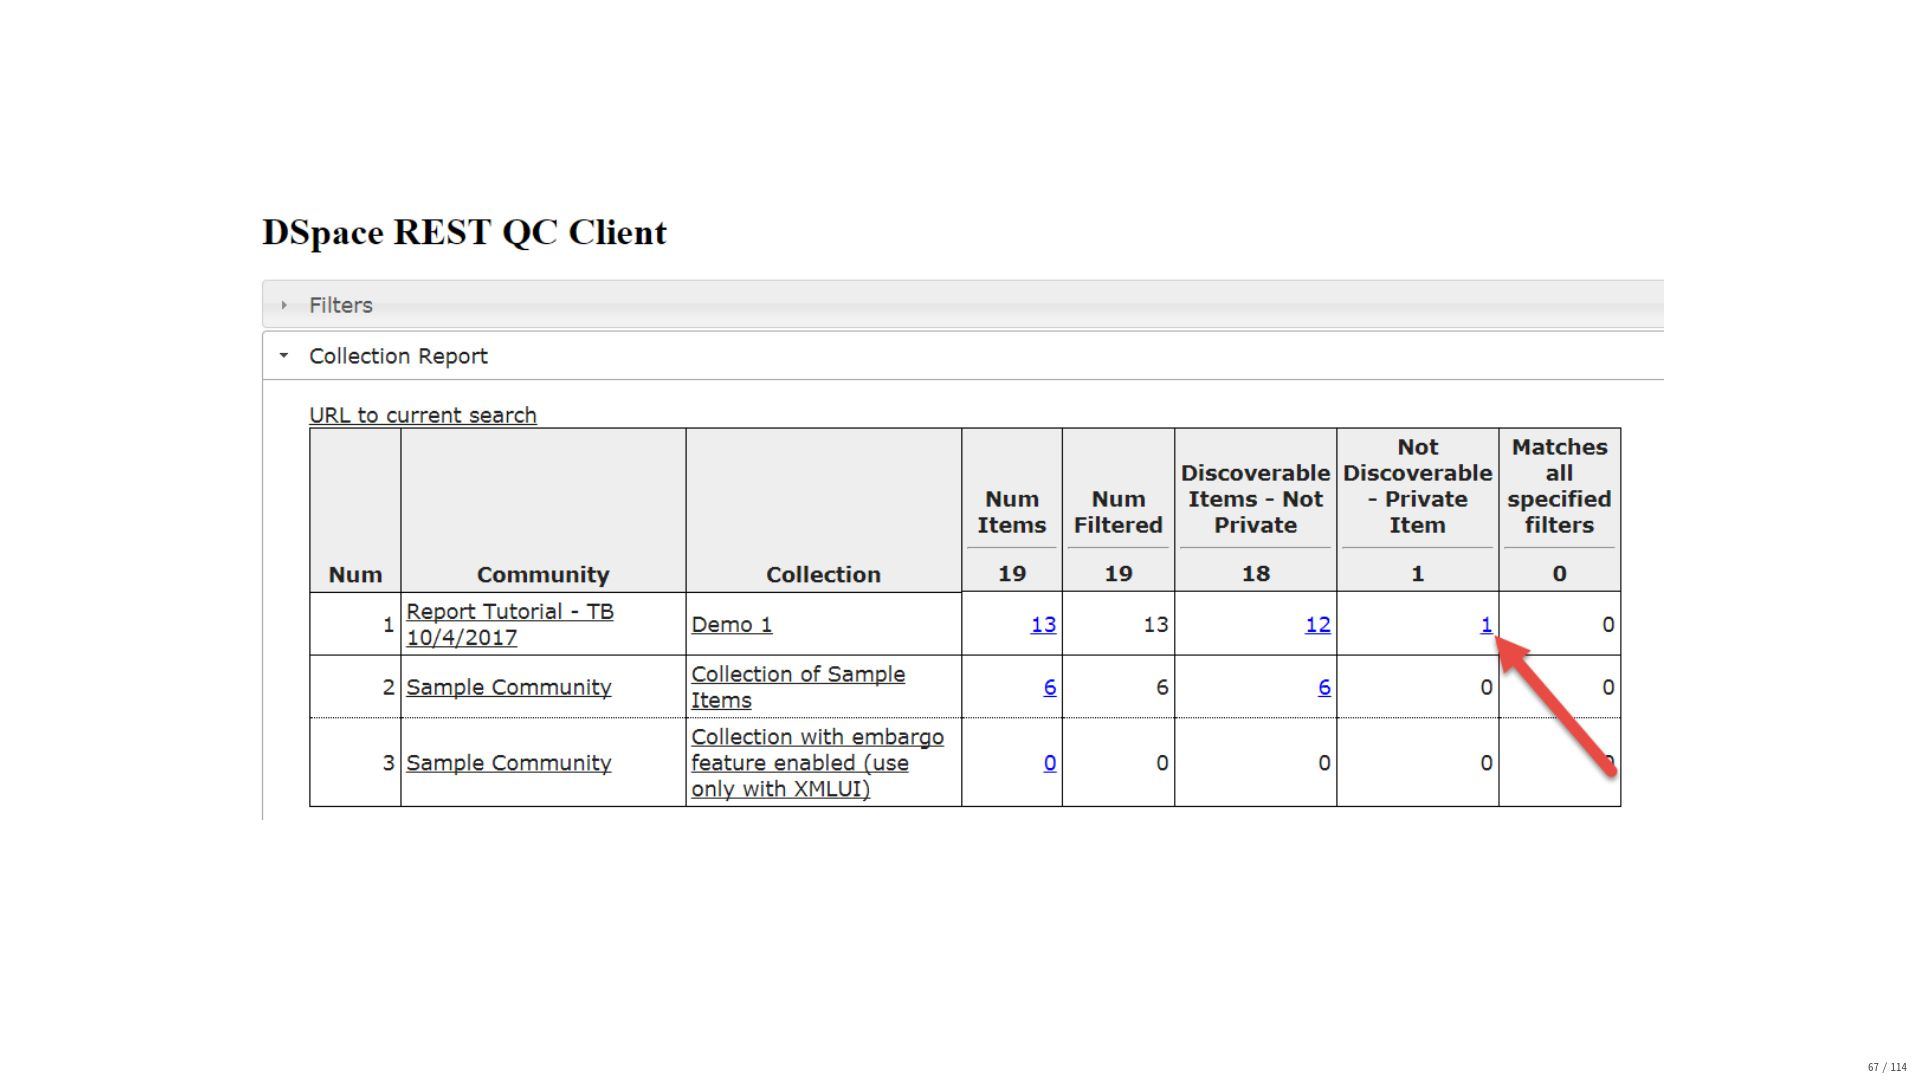 DSpace REST QC Client
Filters
Collection Report
URL to current search
Num
Community
Collection
Num
Items
19
Num
Filtered
19
Discoverable
Items - Not
Private
18
Not
Discoverable
- Private
Item
1
Matches
all
specified
filters
0
1
Report Tutorial - TB
10/4/2017
Demo 1
13
13
12
1
0
2
Sample Community
Collection of Sample
Items
6
6
6
0
0
3
Sample Community
Collection with embargo
feature enabled (use
only with XMLUI)
0
0
0
0
67 / 114